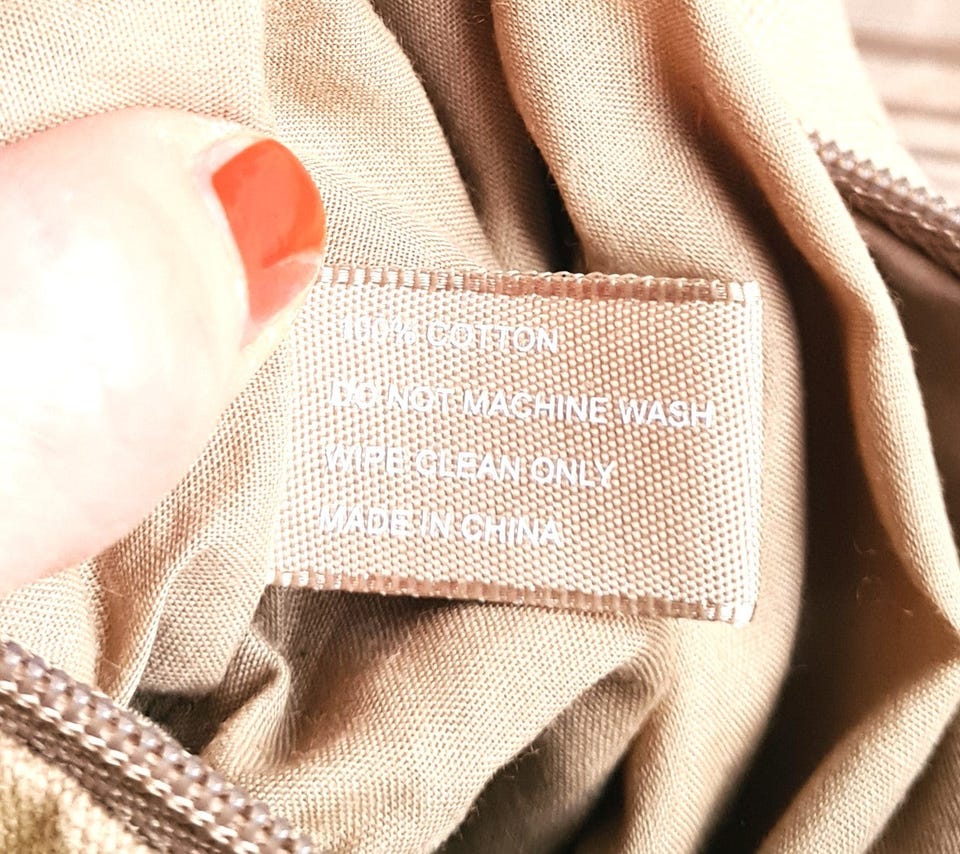 100% COTTON
DO NOT MACHINE WASH
WIPE CLEAN ONLY
MADE IN CHINA